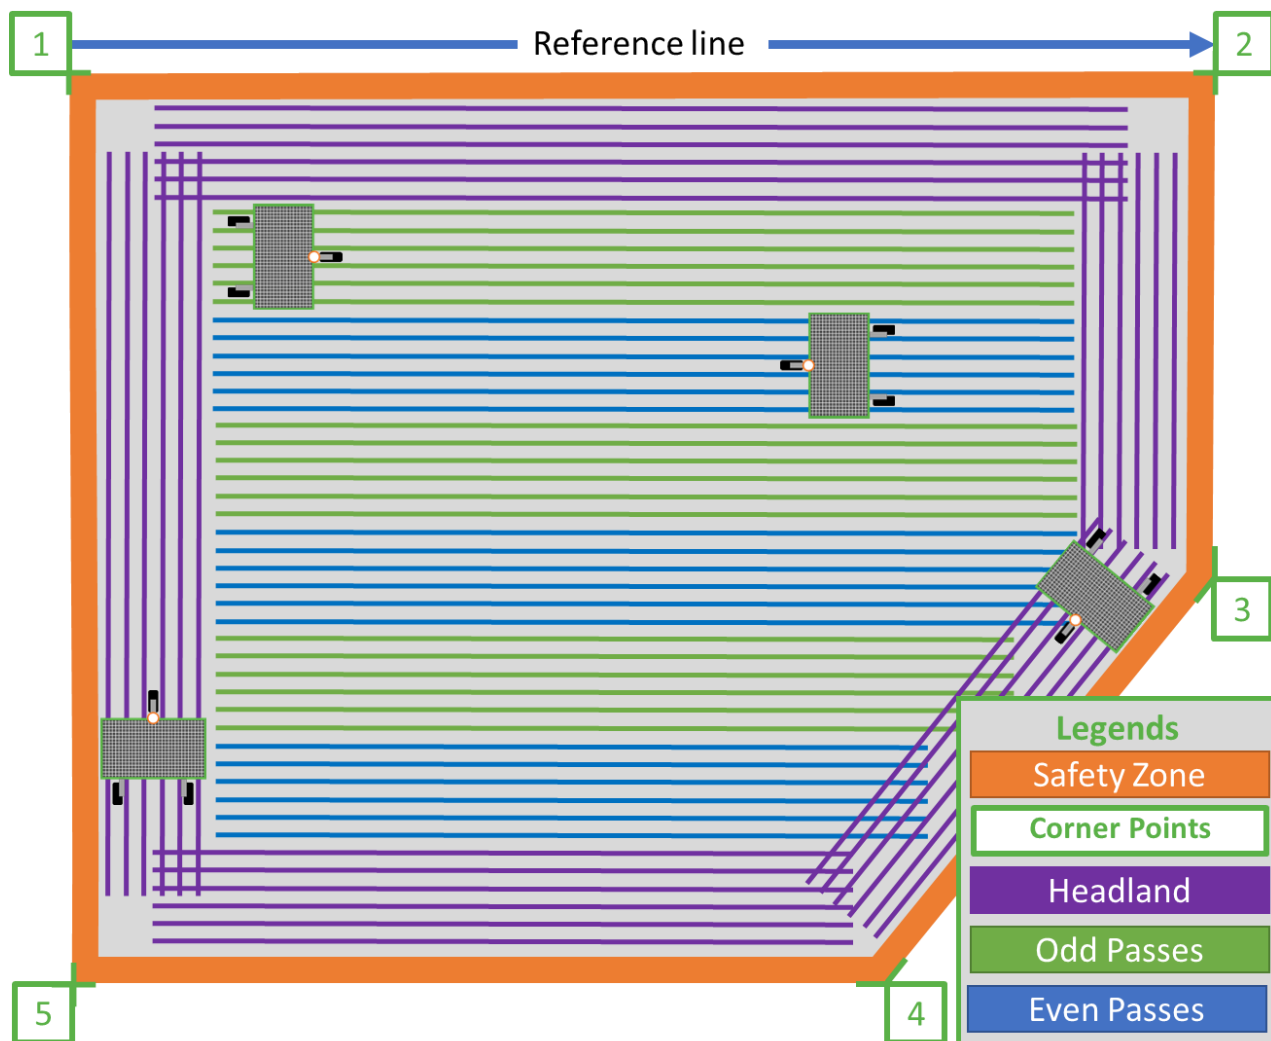 1
Reference line
2
3
Legends
Safety Zone
Corner Points
Headland
Odd Passes
Even Passes
5
4